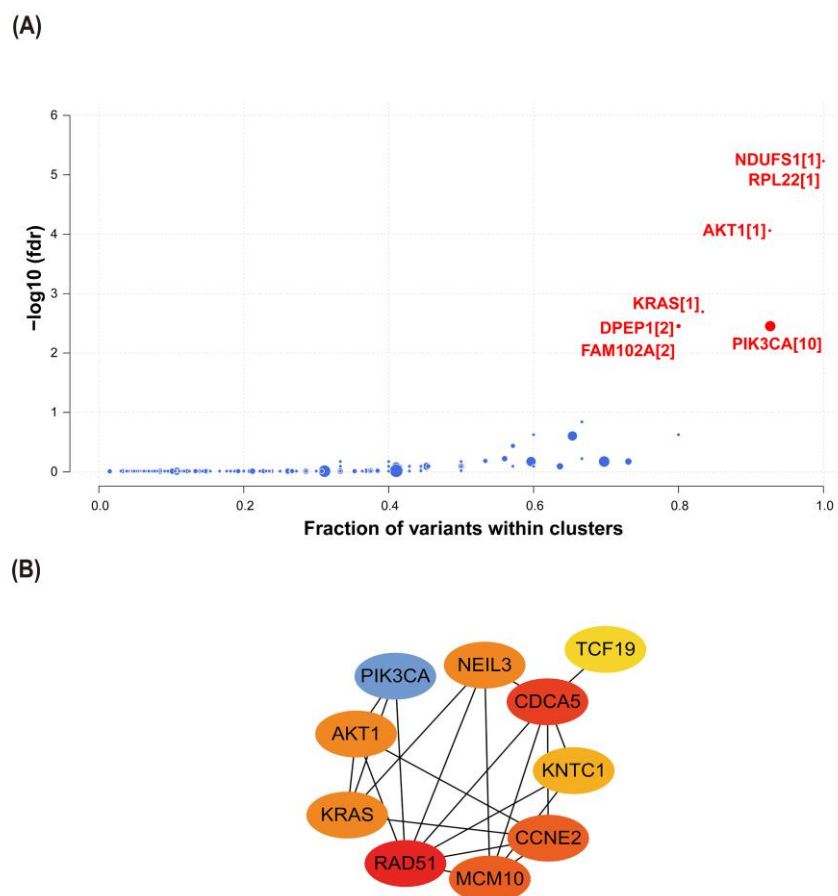 (A)
6
5
4
3
2
1
0
−log10 (fdr)
NDUFS1[1]
RPL22[1]
AKT1[1]
KRAS[1]
DPEP1[2]
FAM102A[2]
PIK3CA[10]
0.0 0.2 0.4 0.6 0.8 1.0
Fraction of variants within clusters
(B)
TCF19
NEIL3
PIK3CA
CDCA5
AKT1
KNTC1
KRAS
CCNE2
RAD51
MCM10